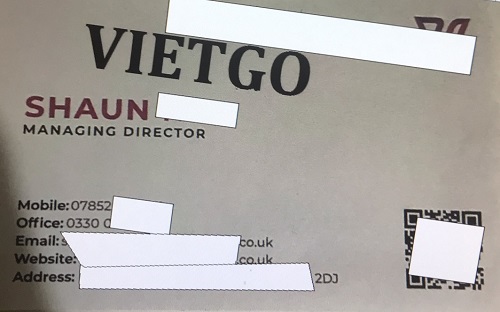 VIETGO
SHAUN
MANAGING DIRECTOR
Mobile: 07852
Office: 0330 0
Email: s
co.uk
Website:
co.uk
Address:
2DJ